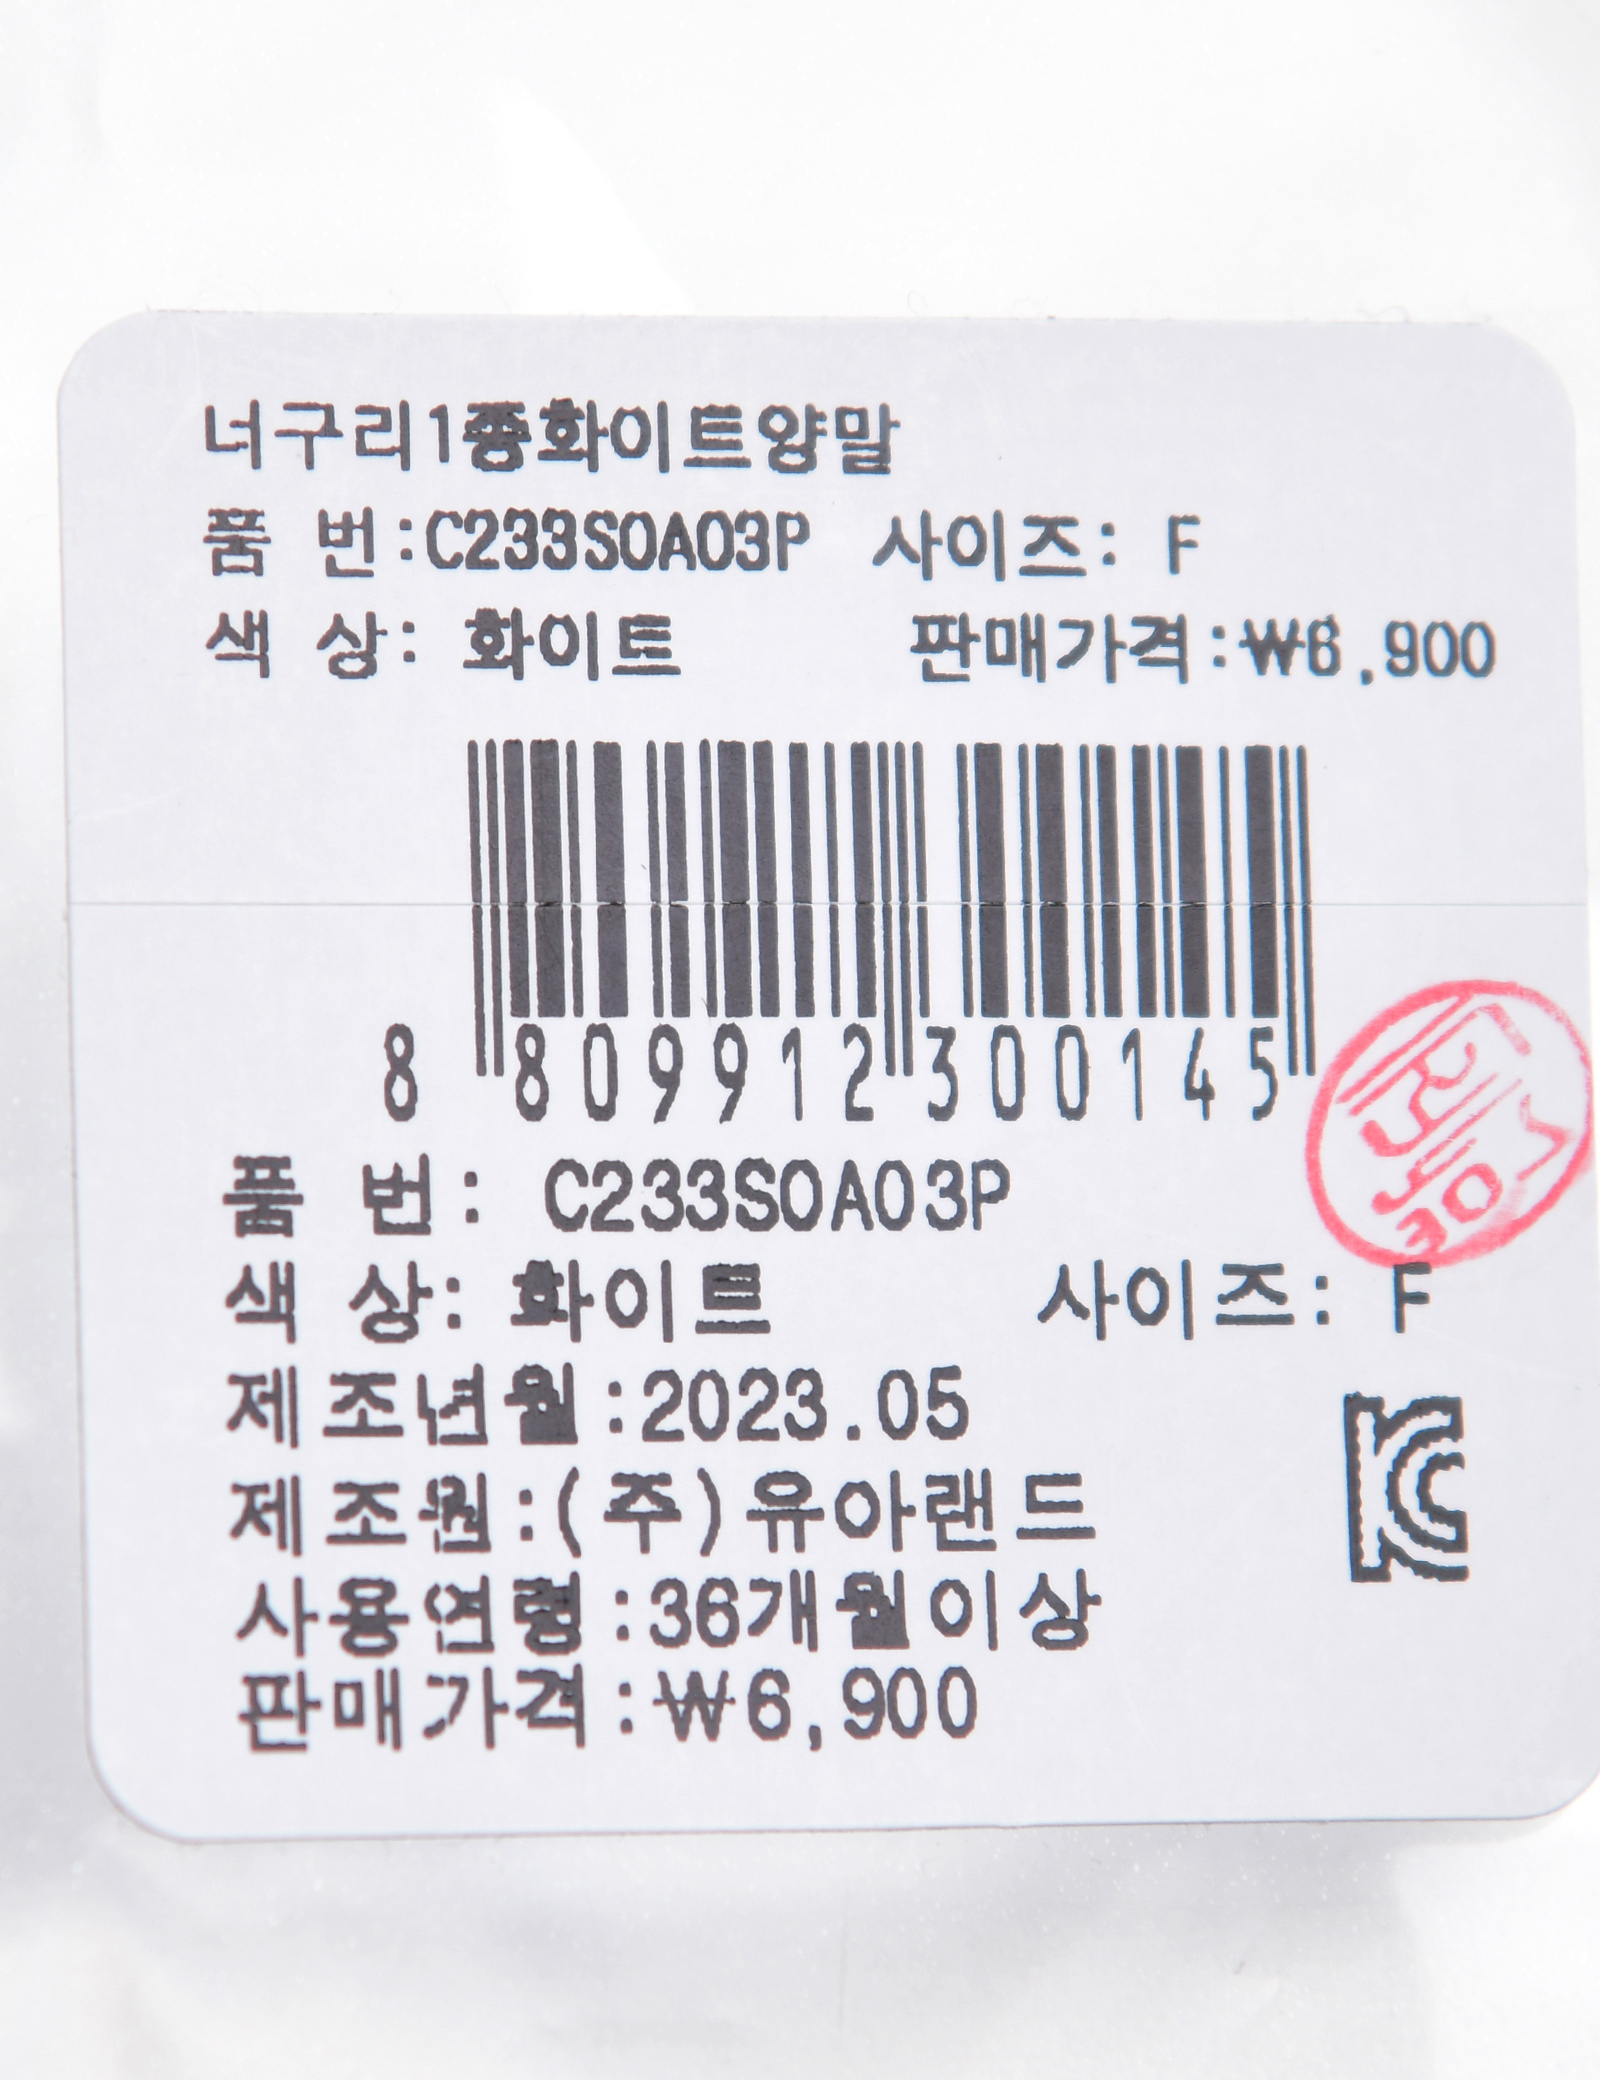 너구리1종화이트양말
품 번:C233SOA03P 사이즈: F
색 상: 화이트 판매가격:₩6,900
8 809912 300145
품 번: C233SOA03P
색 상: 화이트 사이즈: F
제조년월:2023.05
제조원:(주)유아랜드
사용연령:36개월이상
판매가격:₩6,900